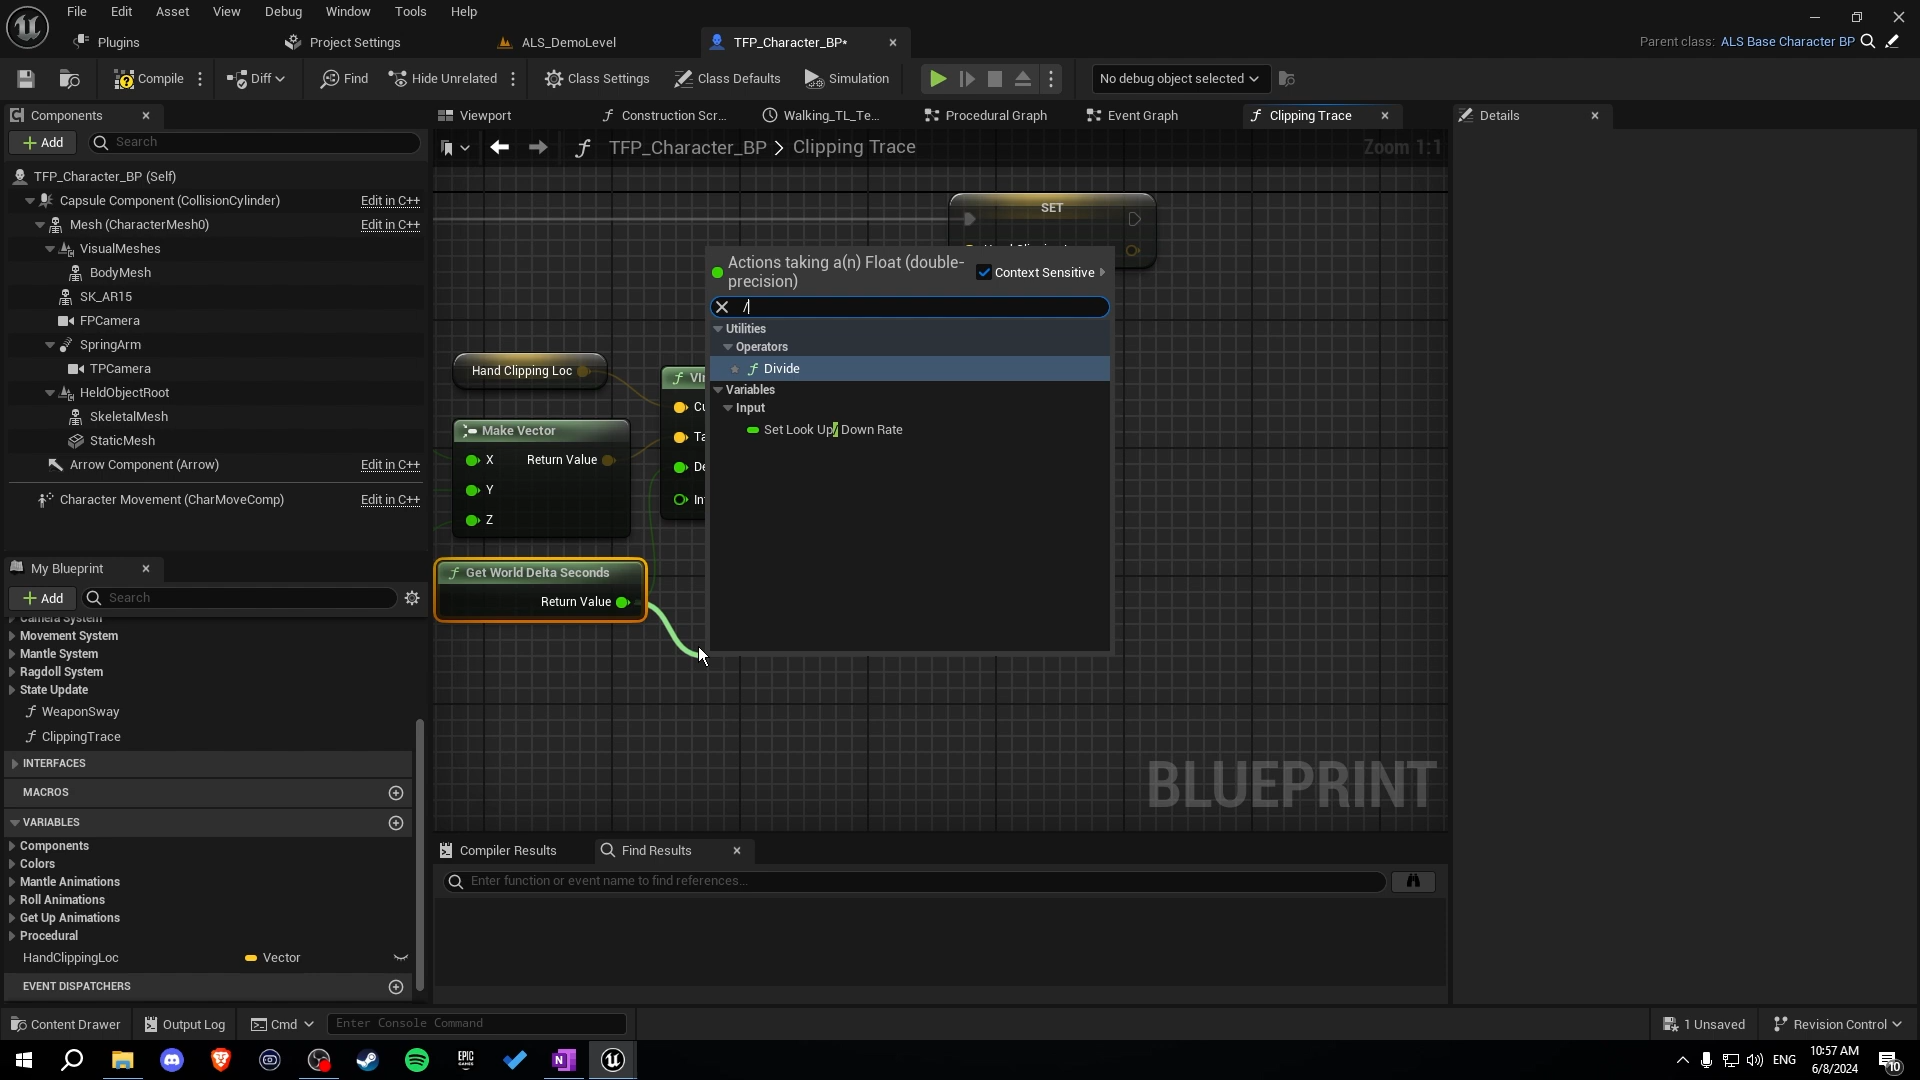 File Edit Asset View Debug Window Tools Help
Plugins Project Settings ALS_DemoLevel TFP_Character_BP* Parent class: ALS Base Character BP
Compile Diff Find Hide Unrelated Class Settings Class Defaults Simulation No debug object selected
Components Viewport Construction Scr... Walking_TL_Te... Procedural Graph Event Graph Clipping Trace Details
Add Search TFP_Character_BP > Clipping Trace Zoom 1:1
TFP_Character_BP (Self)
Capsule Component (CollisionCylinder) Edit in C++
Mesh (CharacterMesh0) Edit in C++
VisualMeshes
BodyMesh
SK_AR15
FPCamera
SpringArm
TPCamera
HeldObjectRoot
SkeletalMesh
StaticMesh
Arrow Component (Arrow) Edit in C++
Character Movement (CharMoveComp) Edit in C++
SET
Actions taking a(n) Float (double-
precision)
Context Sensitive
/
Utilities
Operators
Divide
Variables
Input
Set Look Up/ Down Rate
Hand Clipping Loc
Make Vector
X Return Value
Y
Z
Get World Delta Seconds
Return Value
BLUEPRINT
My Blueprint
Add Search
Camera System
Movement System
Mantle System
Ragdoll System
State Update
WeaponSway
ClippingTrace
INTERFACES
MACROS
VARIABLES
Components
Colors
Mantle Animations
Roll Animations
Get Up Animations
Procedural
HandClippingLoc Vector
EVENT DISPATCHERS
Compiler Results Find Results
Enter function or event name to find references...
Content Drawer Output Log Cmd Enter Console Command 1 Unsaved Revision Control
EPIC GAMES ENG 10:57 AM
6/8/2024 10